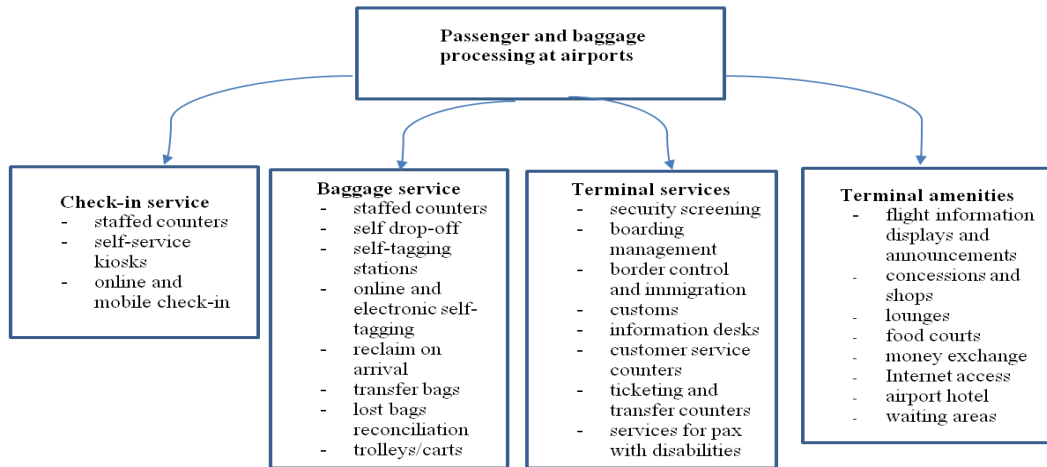 Passenger and baggage
processing at airports
Check-in service
- staffed counters
- self-service
kiosks
- online and
mobile check-in
Baggage service
- staffed counters
- self drop-off
- self-tagging
stations
- online and
electronic self-
tagging
- reclaim on
arrival
- transfer bags
- lost bags
reconciliation
- trolleys/carts
Terminal services
- security screening
- boarding
management
- border control
and immigration
- customs
- information desks
- customer service
counters
- ticketing and
transfer counters
- services for pax
with disabilities
Terminal amenities
- flight information
displays and
announcements
- concessions and
shops
- lounges
- food courts
- money exchange
- Internet access
- airport hotel
- waiting areas